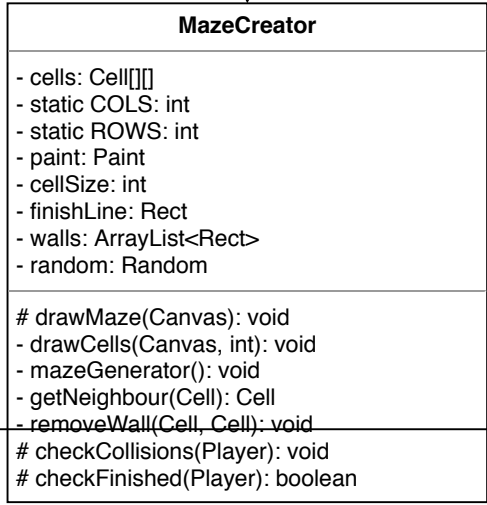 MazeCreator
- cells: Cell[][]
- static COLS: int
- static ROWS: int
- paint: Paint
- cellSize: int
- finishLine: Rect
- walls: ArrayList<Rect>
- random: Random
# drawMaze(Canvas): void
- drawCells(Canvas, int): void
- mazeGenerator(): void
- getNeighbour(Cell): Cell
- removeWall(Cell, Cell): void
# checkCollisions(Player): void
# checkFinished(Player): boolean